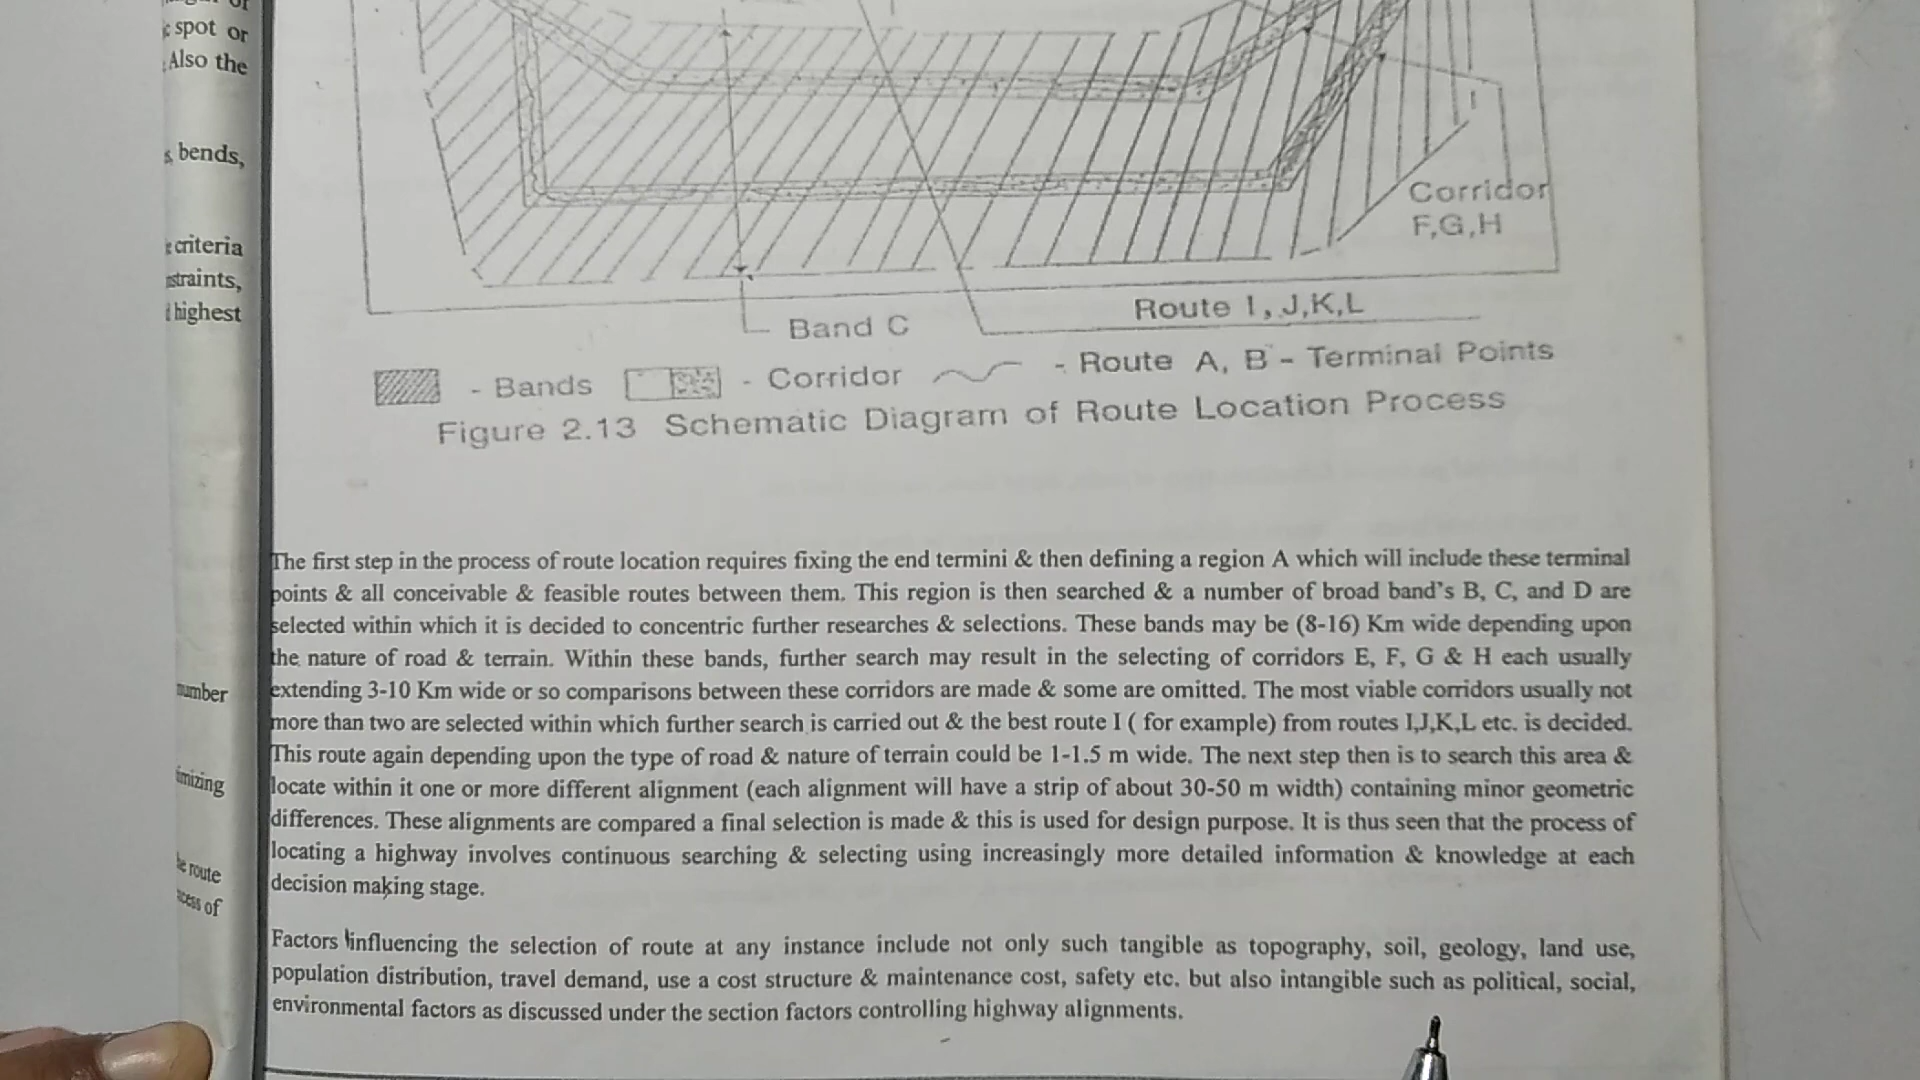 spot or
Also the
bends,
criteria
highest
number
route
of
Corridor
F,G,H
Route I, J,K,L
Band C
- Bands - Corridor - Route A, B - Terminal Points
Figure 2.13 Schematic Diagram of Route Location Process
The first step in the process of route location requires fixing the end termini & then defining a region A which will include these terminal
points & all conceivable & feasible routes between them. This region is then searched & a number of broad band's B, C, and D are
selected within which it is decided to concentric further researches & selections. These bands may be (8-16) Km wide depending upon
the nature of road & terrain. Within these bands, further search may result in the selecting of corridors E, F, G & H each usually
extending 3-10 Km wide or so comparisons between these corridors are made & some are omitted. The most viable corridors usually not
more than two are selected within which further search is carried out & the best route I ( for example) from routes I,J,K,L etc. is decided.
This route again depending upon the type of road & nature of terrain could be 1-1.5 m wide. The next step then is to search this area &
locate within it one or more different alignment (each alignment will have a strip of about 30-50 m width) containing minor geometric
differences. These alignments are compared a final selection is made & this is used for design purpose. It is thus seen that the process of
locating a highway involves continuous searching & selecting using increasingly more detailed information & knowledge at each
decision making stage.
Factors influencing the selection of route at any instance include not only such tangible as topography, soil, geology, land use,
population distribution, travel demand, use a cost structure & maintenance cost, safety etc. but also intangible such as political, social,
environmental factors as discussed under the section factors controlling highway alignments.